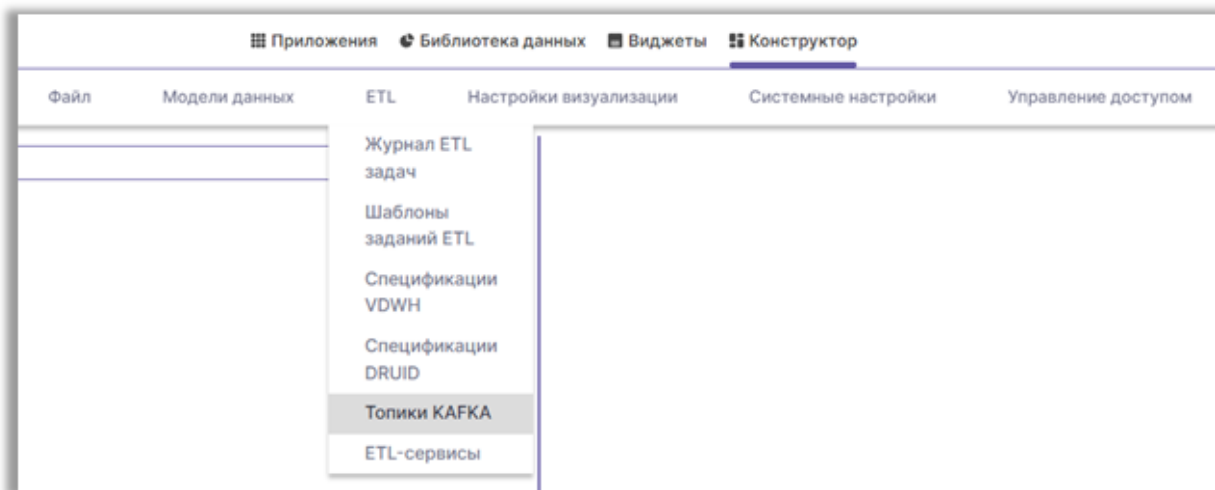 Приложения Библиотека данных Виджеты Конструктор
Файл Модели данных ETL Настройки визуализации Системные настройки Управление доступом
Журнал ETL
задач
Шаблоны
заданий ETL
Спецификации
VDWH
Спецификации
DRUID
Топики KAFKA
ETL-сервисы